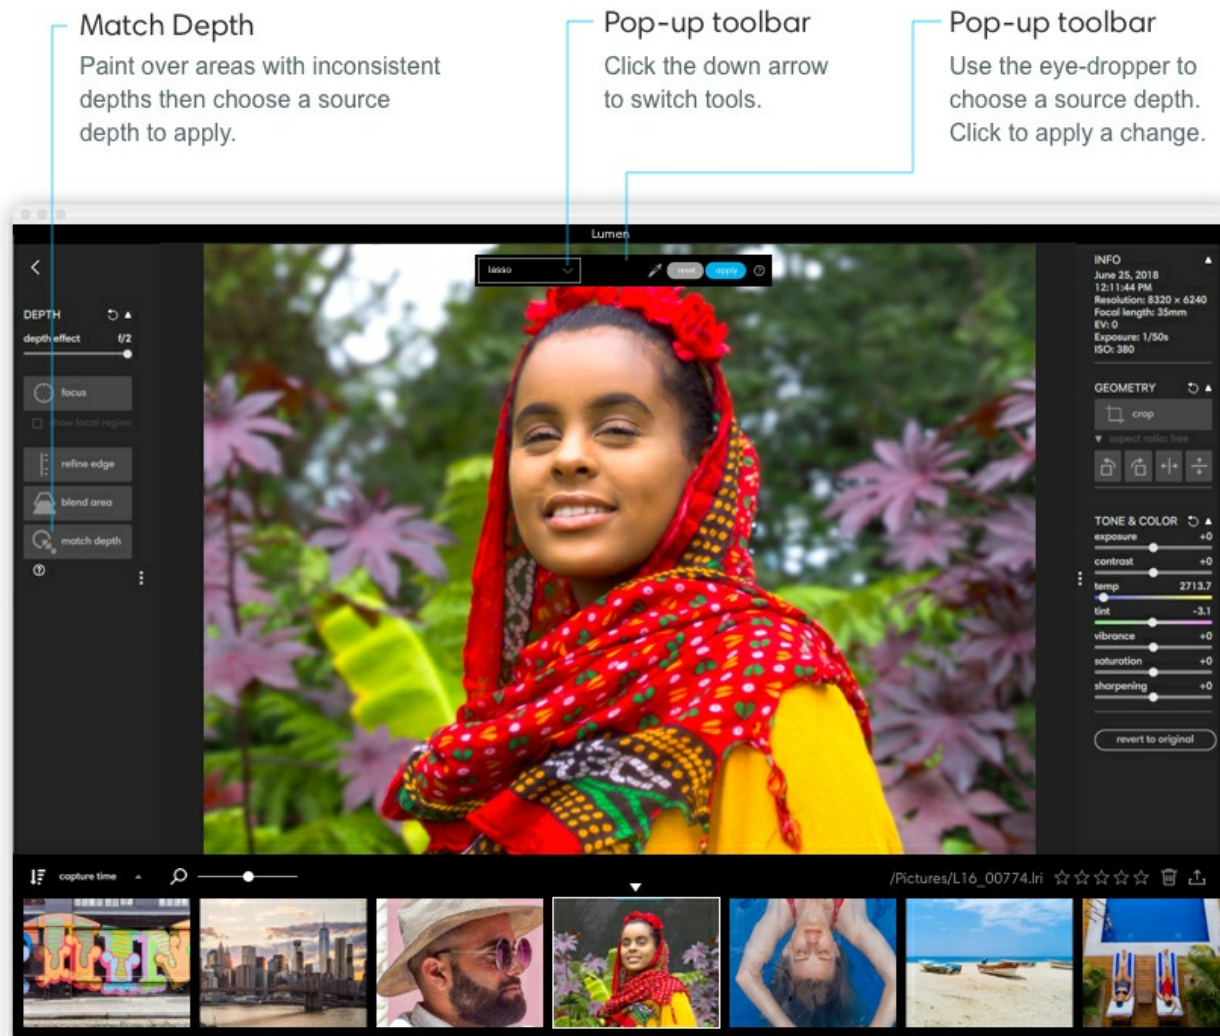 Match Depth
Paint over areas with inconsistent
depths then choose a source
depth to apply.
Pop-up toolbar
Click the down arrow
to switch tools.
Pop-up toolbar
Use the eye-dropper to
choose a source depth.
Click to apply a change.
Lumen
lasso
reset
apply
DEPTH
depth effect f/2
focus
show focal region
refine edge
blend area
match depth
INFO
June 25, 2018
12:11:44 PM
Resolution: 8320 × 6240
Focal length: 35mm
EV: 0
Exposure: 1/50s
ISO: 380
GEOMETRY
crop
aspect ratio: free
TONE & COLOR
exposure +0
contrast +0
temp 2713.7
tint -3.1
vibrance +0
saturation +0
sharpening +0
revert to original
capture time
/Pictures/L16_00774.lri